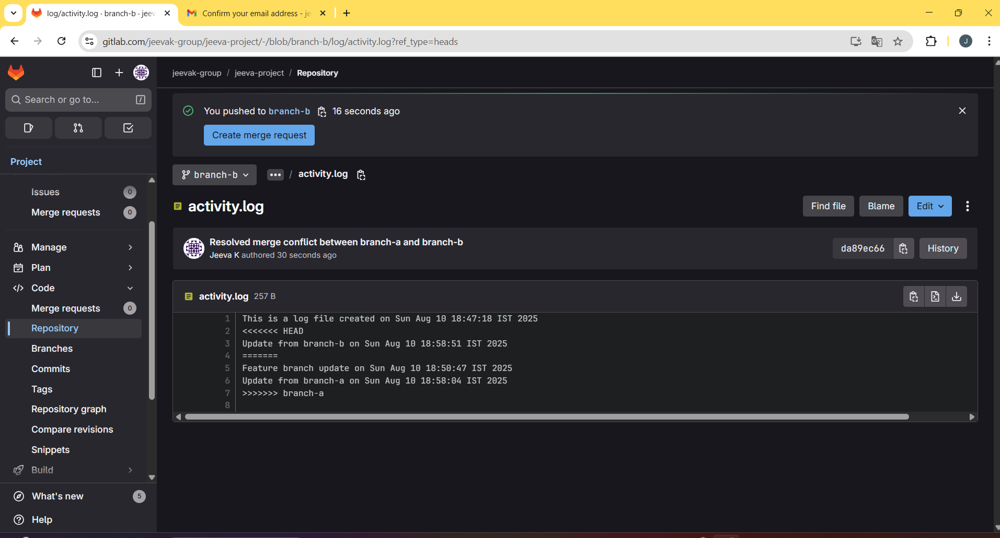 log/activity.log · branch-b · jeev
Confirm your email address - je
gitlab.com/jeevak-group/jeeva-project/-/blob/branch-b/log/activity.log?ref_type=heads
J
jeevak-group / jeeva-project / Repository
Search or go to... /
You pushed to branch-b 16 seconds ago
Create merge request
Project
branch-b ... / activity.log
Issues 0
Merge requests 0
activity.log
Find file Blame Edit
Manage
Plan
Code
Merge requests 0
Repository
Branches
Commits
Tags
Repository graph
Compare revisions
Snippets
Build
What's new 5
Help
Resolved merge conflict between branch-a and branch-b
Jeeva K authored 30 seconds ago
da89ec66 History
activity.log 257 B
1 This is a log file created on Sun Aug 10 18:47:18 IST 2025
2 <<<<<<< HEAD
3 Update from branch-b on Sun Aug 10 18:58:51 IST 2025
4 =======
5 Feature branch update on Sun Aug 10 18:50:47 IST 2025
6 Update from branch-a on Sun Aug 10 18:58:04 IST 2025
7 >>>>>>> branch-a
8